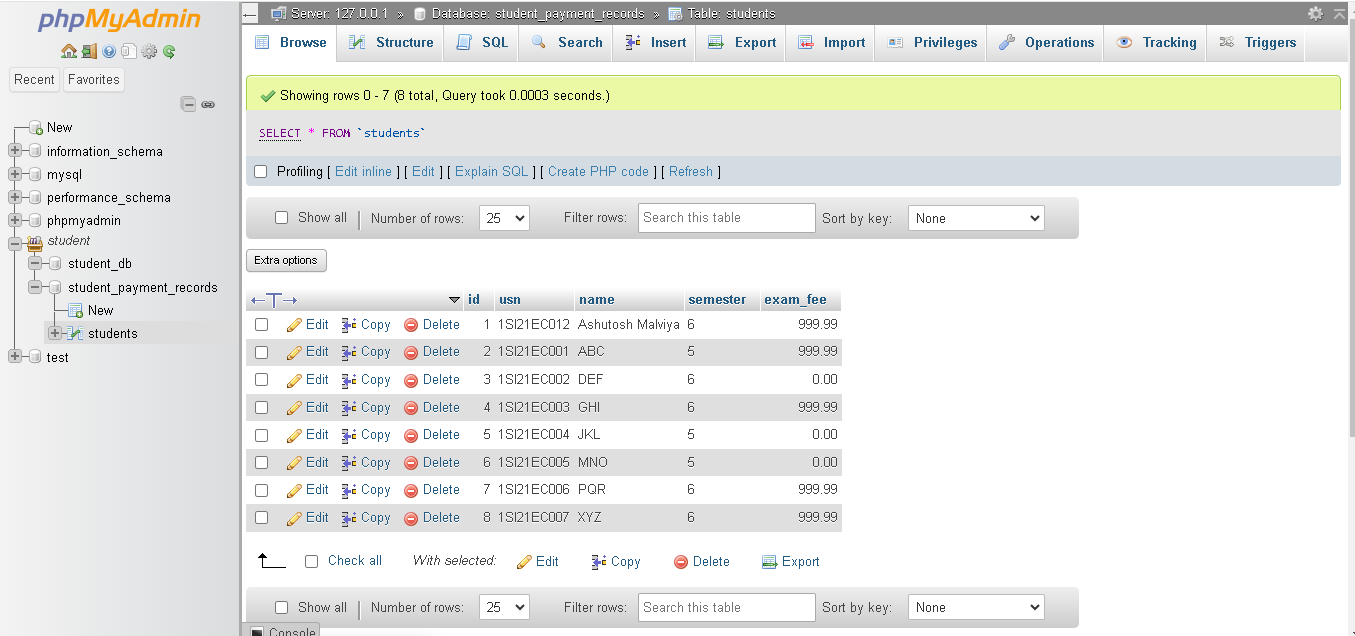 phpMyAdmin
Recent Favorites
New
information_schema
mysql
performance_schema
phpmyadmin
student
student_db
student_payment_records
New
students
test
Server: 127.0.0.1 » Database: student_payment_records » Table: students
Browse Structure SQL Search Insert Export Import Privileges Operations Tracking Triggers
Showing rows 0 - 7 (8 total, Query took 0.0003 seconds.)
SELECT * FROM `students`
Profiling [ Edit inline ] [ Edit ] [ Explain SQL ] [ Create PHP code ] [ Refresh ]
Show all | Number of rows: 25 Filter rows: Search this table Sort by key: None
Extra options
←T→ id usn name semester exam_fee
Edit Copy Delete 1 1SI21EC012 Ashutosh Malviya 6 999.99
Edit Copy Delete 2 1SI21EC001 ABC 5 999.99
Edit Copy Delete 3 1SI21EC002 DEF 6 0.00
Edit Copy Delete 4 1SI21EC003 GHI 6 999.99
Edit Copy Delete 5 1SI21EC004 JKL 5 0.00
Edit Copy Delete 6 1SI21EC005 MNO 5 0.00
Edit Copy Delete 7 1SI21EC006 PQR 6 999.99
Edit Copy Delete 8 1SI21EC007 XYZ 6 999.99
Check all With selected: Edit Copy Delete Export
Show all | Number of rows: 25 Filter rows: Search this table Sort by key: None
Console